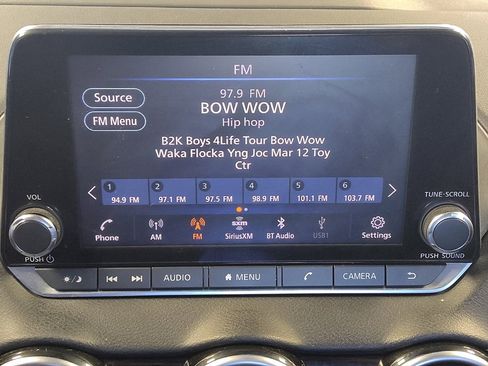 FM
Source
97.9 FM
BOW WOW
FM Menu
Hip hop
B2K Boys 4Life Tour Bow Wow
Waka Flocka Yng Joc Mar 12 Toy
Ctr
1 2 3 4 5 6
94.9 FM 97.1 FM 97.5 FM 98.9 FM 101.1 FM 103.7 FM
VOL
TUNE·SCROLL
Phone AM FM SiriusXM BT Audio USB1 Settings
sxm
PUSH
PUSH SOUND
AUDIO MENU CAMERA